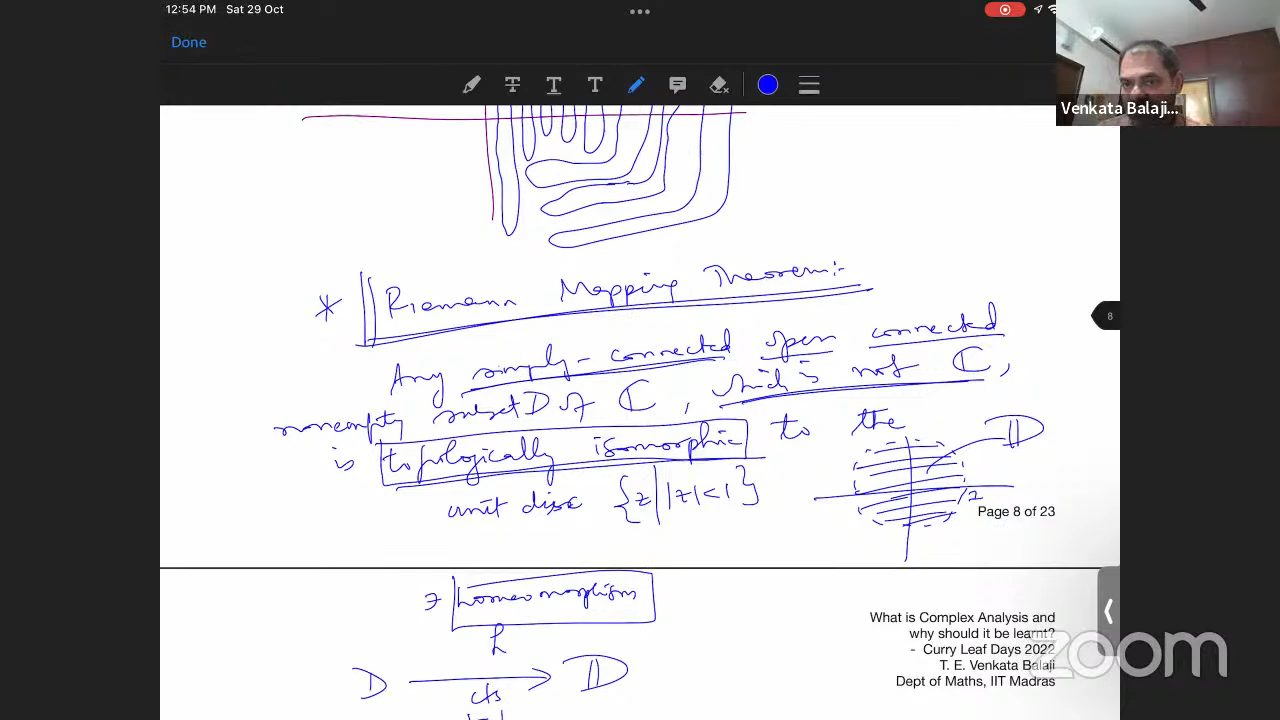 12:54 PM Sat 29 Oct
Done
Venkata Balaji...
* Riemann Mapping Theorem:-
Any simply-connected open connected
nonempty subset D of ℂ, which is not ℂ,
is topologically isomorphic to the
unit disc {z | |z|<1}
𝔻
8
Page 8 of 23
∃ homeomorphism
What is Complex Analysis and
why should it be learnt?
- Curry Leaf Days 2022
T. E. Venkata Balaji
Dept of Maths, IIT Madras
D → 𝔻
cts
zoom